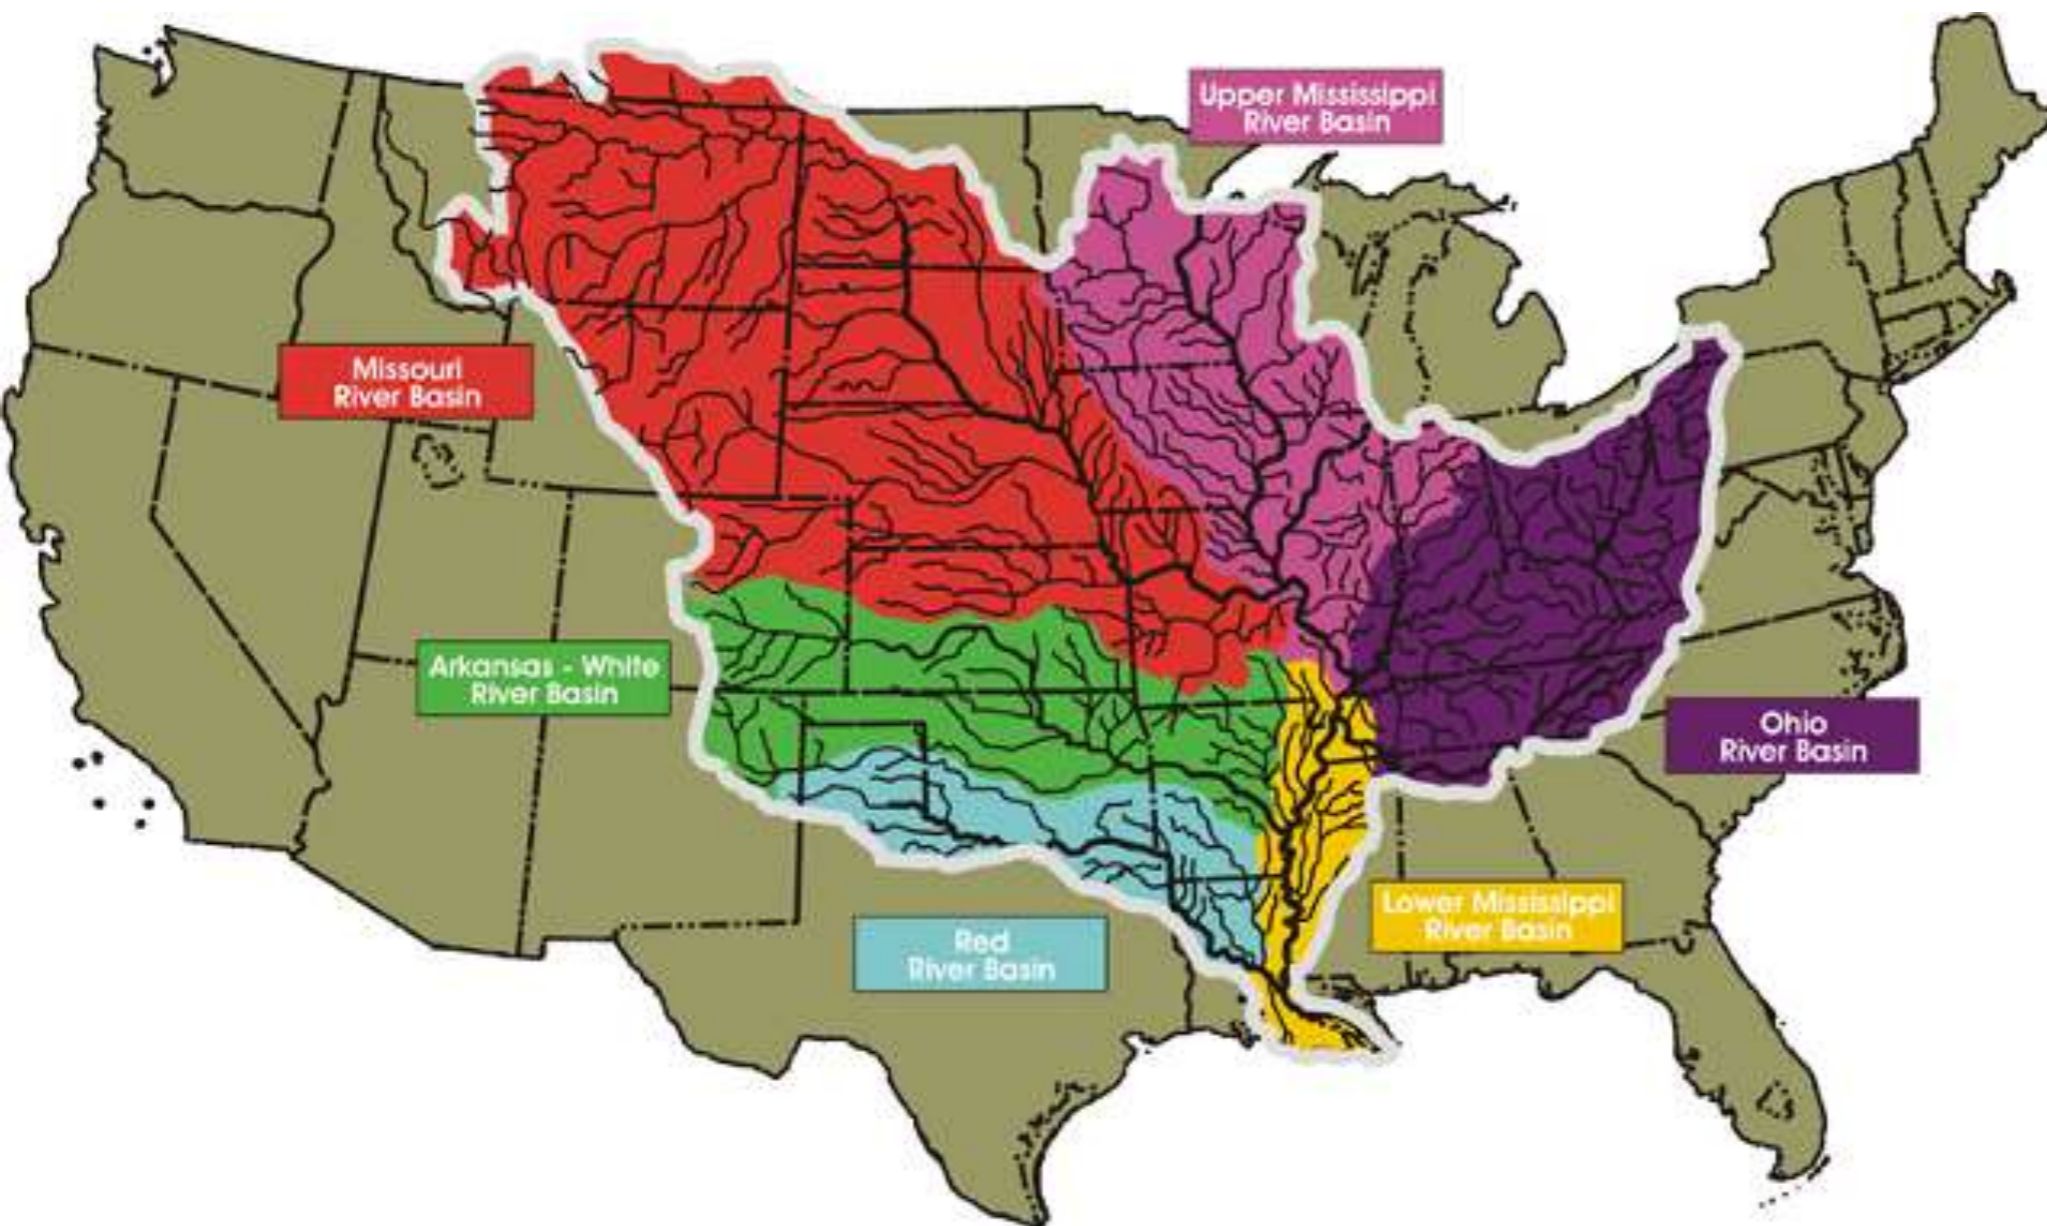 Upper Mississippi
River Basin
Missouri
River Basin
Arkansas - White
River Basin
Ohio
River Basin
Lower Mississippi
River Basin
Red
River Basin